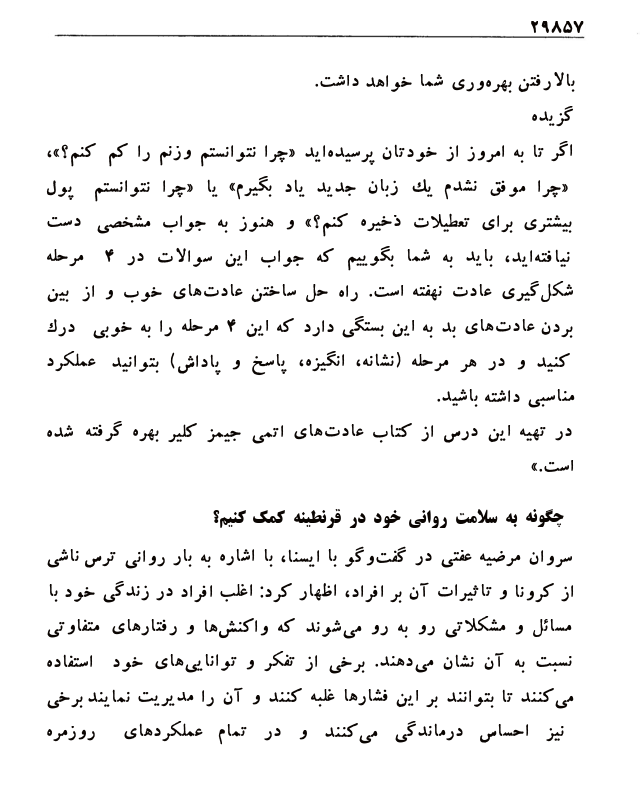 ۲۹۸۵۷
بالارفتن بهره‌وری شما خواهد داشت.
گزیده
اگر تا به امروز از خودتان پرسیده‌اید «چرا نتوانستم وزنم را کم کنم؟»،
«چرا موفق نشدم یك زبان جدید یاد بگیرم» یا «چرا نتوانستم پول
بیشتری برای تعطیلات ذخیره کنم؟» و هنوز به جواب مشخصی دست
نیافته‌اید، باید به شما بگوییم که جواب این سوالات در ۴ مرحله
شکل‌گیری عادت نهفته است. راه حل ساختن عادت‌های خوب و از بین
بردن عادت‌های بد به این بستگی دارد که این ۴ مرحله را به خوبی درك
کنید و در هر مرحله (نشانه، انگیزه، پاسخ و پاداش) بتوانید عملکرد
مناسبی داشته باشید.
در تهیه این درس از کتاب عادت‌های اتمی جیمز کلیر بهره گرفته شده
است.»
چگونه به سلامت روانی خود در قرنطینه کمک کنیم؟
سروان مرضیه عفتی در گفت‌وگو با ایسنا، با اشاره به بار روانی ترس ناشی
از کرونا و تاثیرات آن بر افراد، اظهار کرد: اغلب افراد در زندگی خود با
مسائل و مشکلاتی رو به رو می‌شوند که واکنش‌ها و رفتارهای متفاوتی
نسبت به آن نشان می‌دهند. برخی از تفکر و توانایی‌های خود استفاده
می‌کنند تا بتوانند بر این فشارها غلبه کنند و آن را مدیریت نمایند برخی
نیز احساس درماندگی می‌کنند و در تمام عملکردهای روزمره